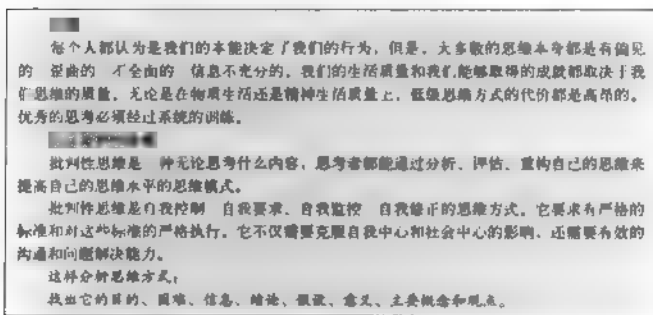 每个人都认为是我们的本能决定了我们的行为，但是，大多数的思维本身都是有偏见
的 歪曲的 不全面的 信息不充分的，我们的生活质量和我们能够取得的成就都取决于我
们思维的质量，无论是在物质生活还是精神生活质量上，低级思维方式的代价都是高昂的。
优秀的思考必须经过系统的训练。
批判性思维是 种无论思考什么内容，思考者都能通过分析、评估、重构自己的思维来
提高自己的思维水平的思维模式。
批判性思维是自我控制 自我要求、自我监控 自我修正的思维方式。它要求有严格的
标准和对这些标准的严格执行。它不仅需要克服自我中心和社会中心的影响，还需要有效的
沟通和问题解决能力。
这样分析思维方式：
找出它的目的、困难、信息、结论、假设、意义、主要概念和观点。